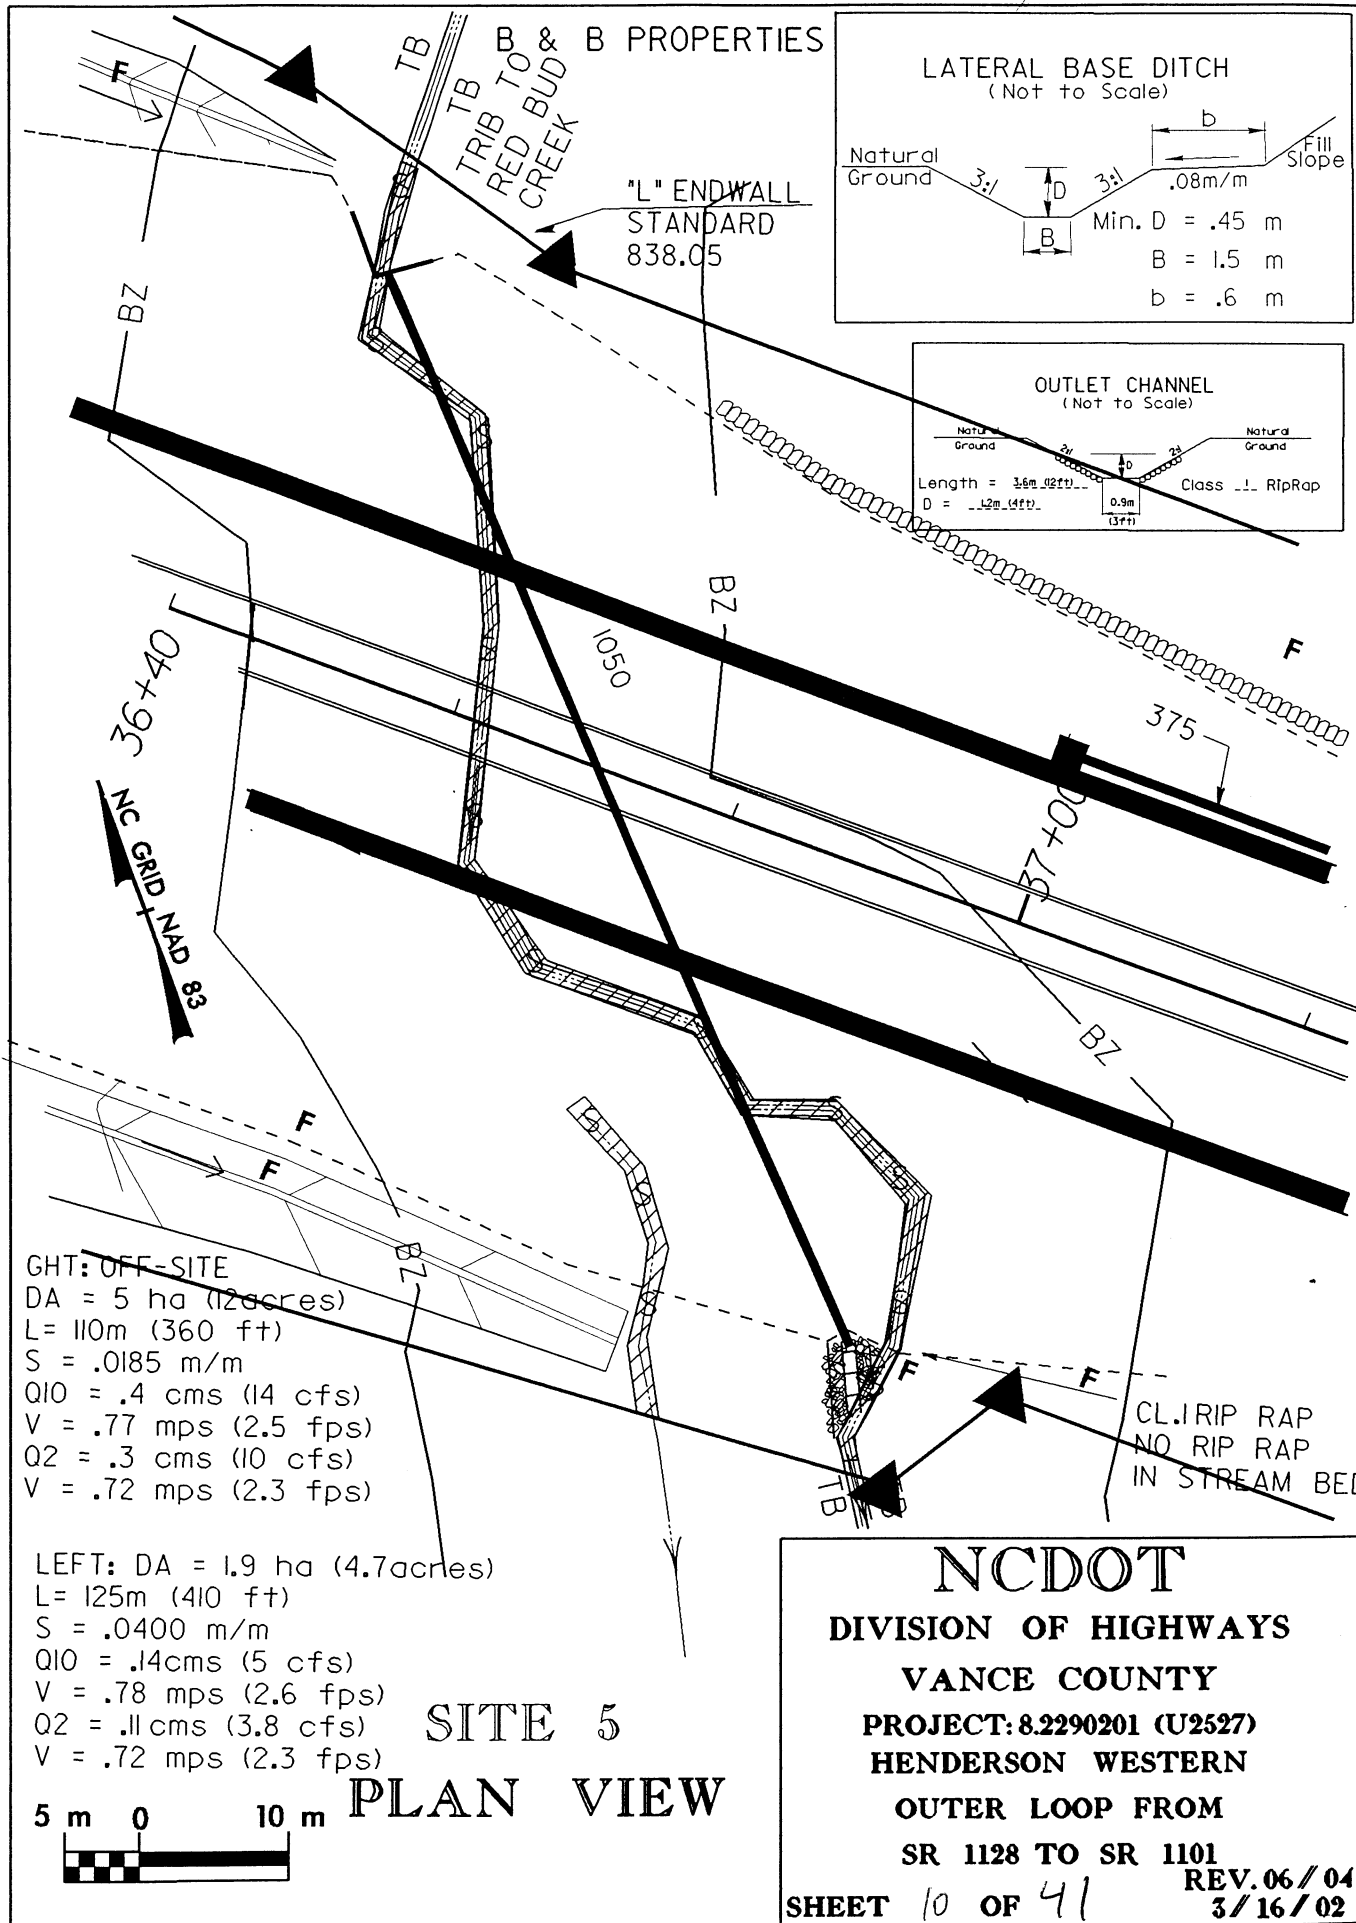 B & B PROPERTIES
TB
TB
TRIB TO
RED BUD
CREEK
F
"L" ENDWALL
STANDARD
838.05
LATERAL BASE DITCH
(Not to Scale)
b
Natural
Ground
3:1
D
3:1
.08m/m
Fill
Slope
B
Min. D = .45 m
B = 1.5 m
b = .6 m
OUTLET CHANNEL
(Not to Scale)
Natural
Ground
2:1
D
2:1
Natural
Ground
Length = 3.6m (12ft)
D = 1.2m (4ft)
0.9m
(3ft)
Class I RipRap
BZ
BZ
1050
F
36+40
375
37+00
NC GRID NAD 83
BZ
F
F
S
S
S
S
BZ
F
F
TB
TB
CL.I RIP RAP
NO RIP RAP
IN STREAM BED
GHT: OFF-SITE
DA = 5 ha (12acres)
L= 110m (360 ft)
S = .0185 m/m
Q10 = .4 cms (14 cfs)
V = .77 mps (2.5 fps)
Q2 = .3 cms (10 cfs)
V = .72 mps (2.3 fps)
LEFT: DA = 1.9 ha (4.7acres)
L= 125m (410 ft)
S = .0400 m/m
Q10 = .14cms (5 cfs)
V = .78 mps (2.6 fps)
Q2 = .11cms (3.8 cfs)
V = .72 mps (2.3 fps)
SITE 5
PLAN VIEW
5 m 0 10 m
NCDOT
DIVISION OF HIGHWAYS
VANCE COUNTY
PROJECT: 8.2290201 (U2527)
HENDERSON WESTERN
OUTER LOOP FROM
SR 1128 TO SR 1101
REV. 06 / 04
SHEET 10 OF 41 3 / 16 / 02